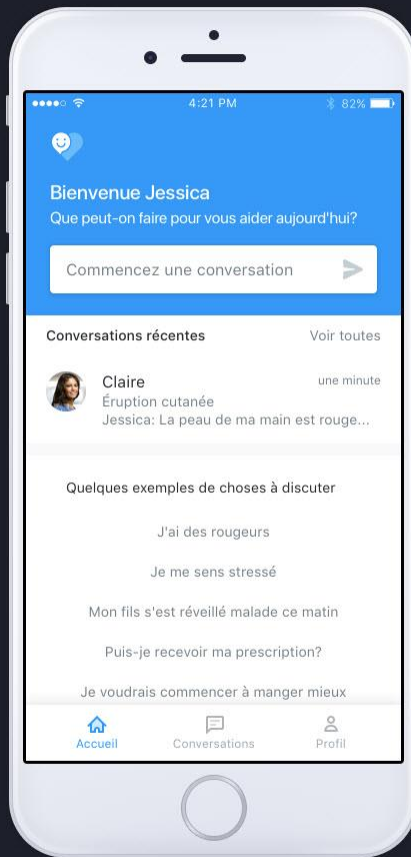 4:21 PM
82%
Bienvenue Jessica
Que peut-on faire pour vous aider aujourd'hui?
Commencez une conversation
Conversations récentes
Voir toutes
Claire
une minute
Éruption cutanée
Jessica: La peau de ma main est rouge...
Quelques exemples de choses à discuter
J'ai des rougeurs
Je me sens stressé
Mon fils s'est réveillé malade ce matin
Puis-je recevoir ma prescription?
Je voudrais commencer à manger mieux
Accueil
Conversations
Profil